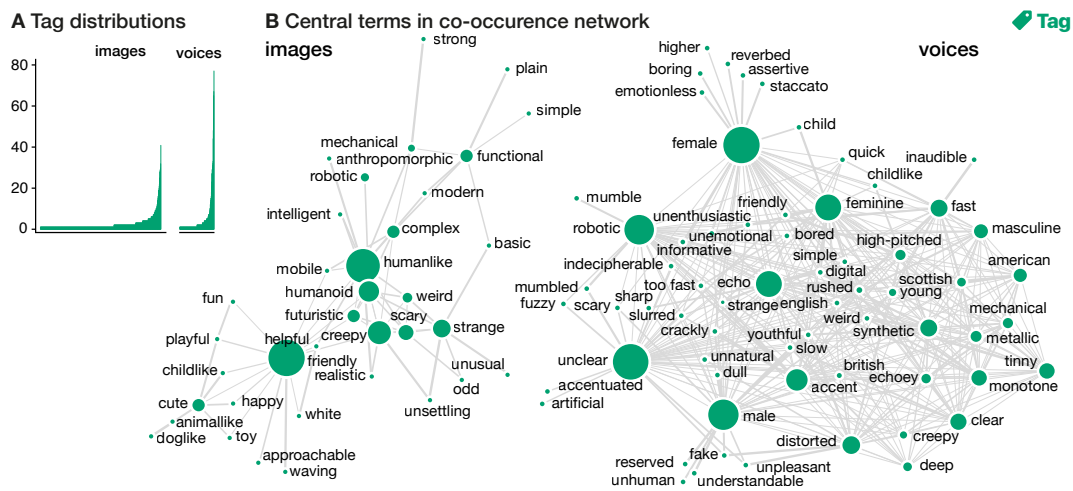 A Tag distributions
B Central terms in co-occurence network
Tag
images
voices
80
60
40
20
0
images
strong
plain
simple
mechanical
anthropomorphic
functional
robotic
modern
intelligent
complex
basic
humanlike
mobile
humanoid
weird
fun
futuristic
scary
playful
helpful
creepy
strange
friendly
childlike
realistic
unusual
odd
cute
happy
white
unsettling
animallike
doglike
toy
approachable
waving
voices
higher
reverbed
boring
assertive
emotionless
staccato
child
female
quick
inaudible
childlike
mumble
friendly
feminine
fast
unenthusiastic
robotic
unemotional
bored
masculine
informative
high-pitched
simple
indecipherable
american
digital
scottish
too fast
echo
rushed
young
mumbled
sharp
fuzzy
scary
strange
english
mechanical
slurred
weird
synthetic
crackly
youthful
metallic
slow
unclear
unnatural
tinny
british
dull
accent
echoey
monotone
accentuated
artificial
male
clear
distorted
creepy
fake
reserved
unpleasant
deep
unhuman
understandable